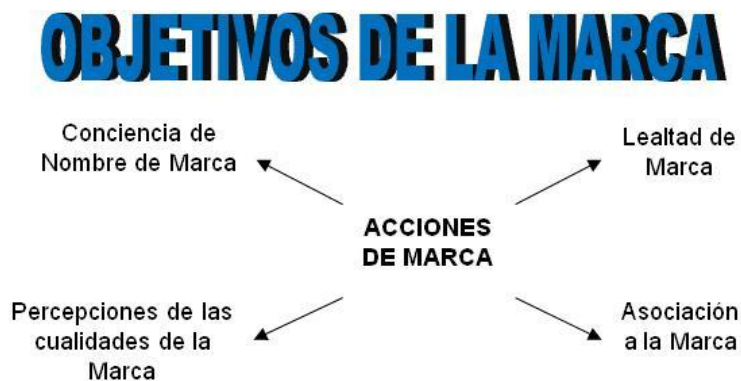 OBJETIVOS DE LA MARCA
Conciencia de
Nombre de Marca
Lealtad de
Marca
ACCIONES
DE MARCA
Percepciones de las
cualidades de la
Marca
Asociación
a la Marca